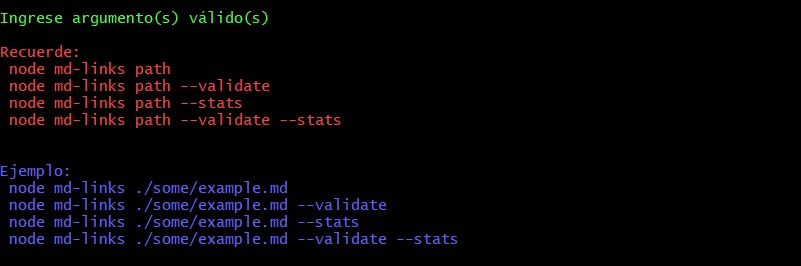 Ingrese argumento(s) válido(s)
Recuerde:
node md-links path
node md-links path --validate
node md-links path --stats
node md-links path --validate --stats
Ejemplo:
node md-links ./some/example.md
node md-links ./some/example.md --validate
node md-links ./some/example.md --stats
node md-links ./some/example.md --validate --stats